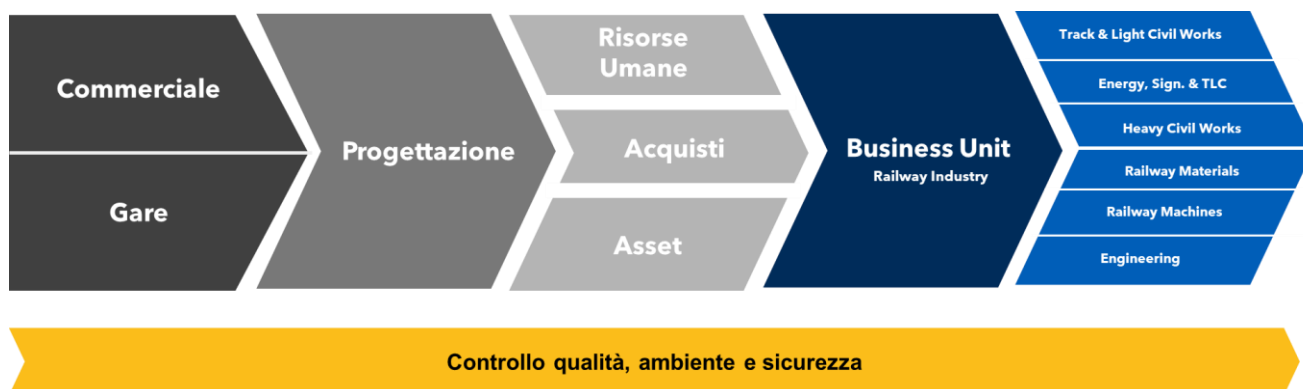 Commerciale
Gare
Progettazione
Risorse
Umane
Acquisti
Asset
Business Unit
Railway Industry
Track & Light Civil Works
Energy, Sign. & TLC
Heavy Civil Works
Railway Materials
Railway Machines
Engineering
Controllo qualità, ambiente e sicurezza